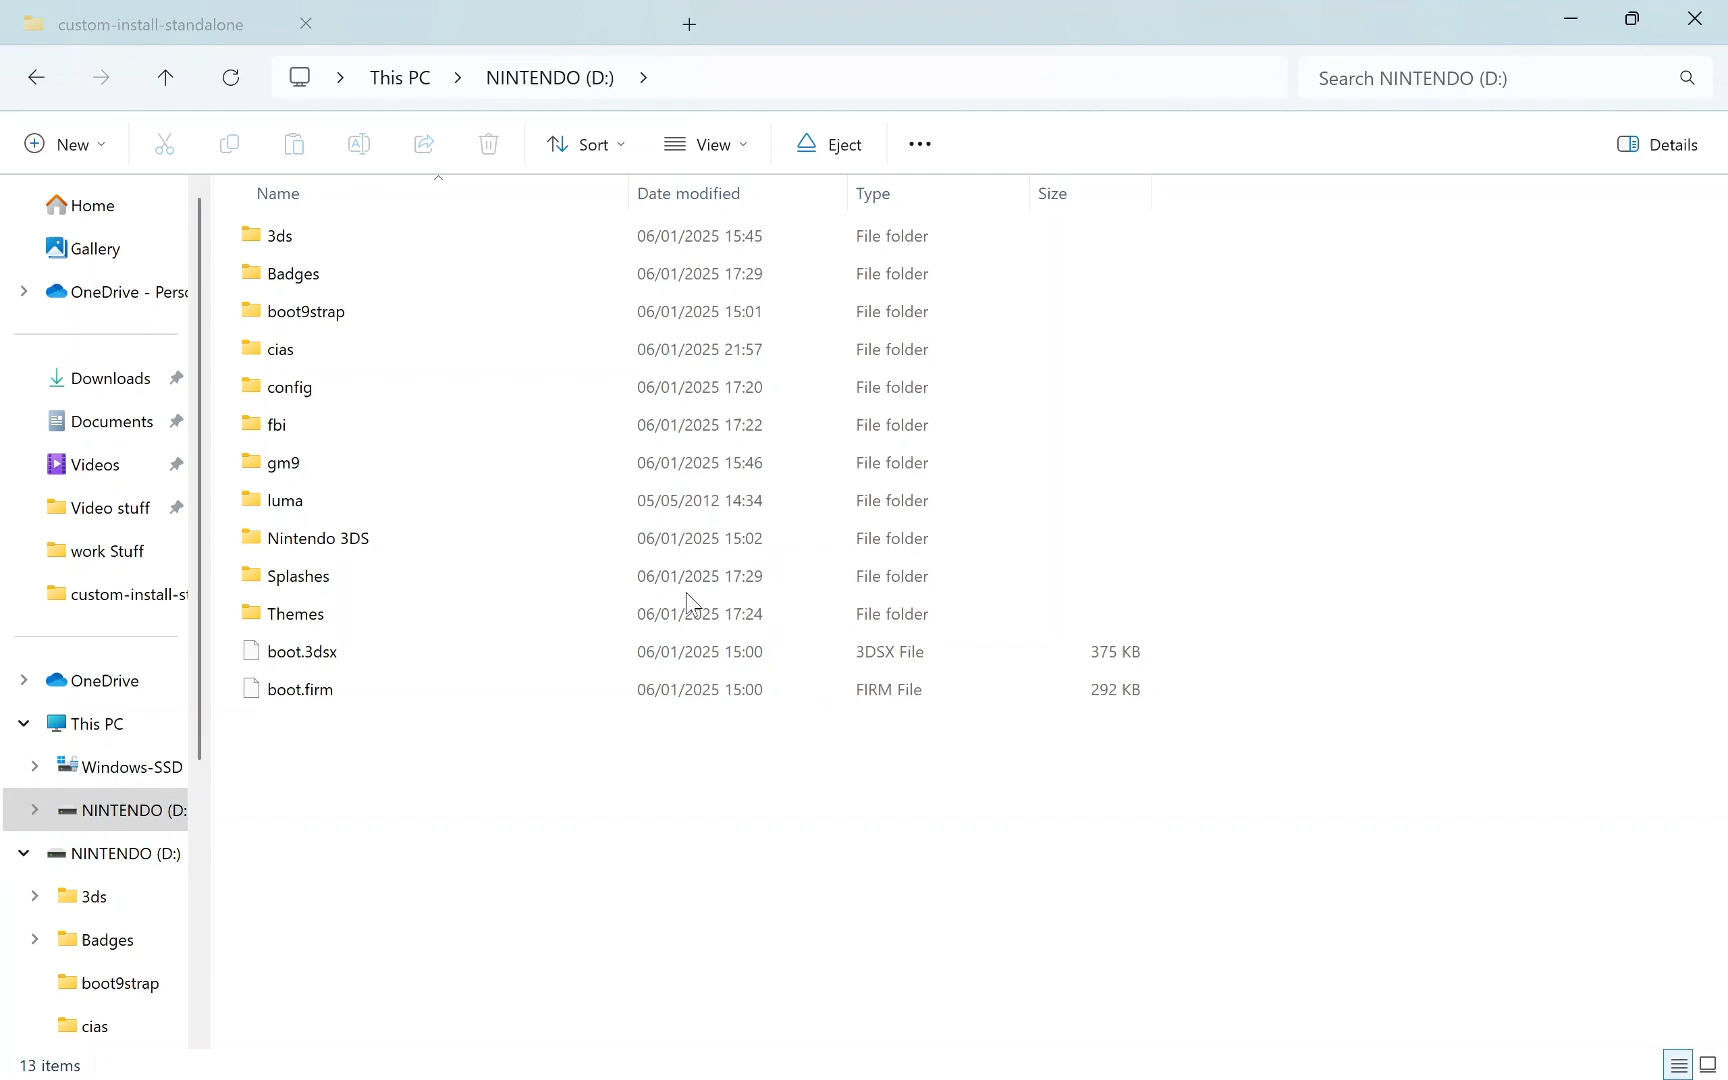 custom-install-standalone
This PC NINTENDO (D:) Search NINTENDO (D:)
New Sort View Eject Details
Name Date modified Type Size
Home
Gallery
OneDrive - Perso
Downloads
Documents
Videos
Video stuff
work Stuff
custom-install-st
OneDrive
This PC
Windows-SSD
NINTENDO (D:
NINTENDO (D:)
3ds
Badges
boot9strap
cias
3ds 06/01/2025 15:45 File folder
Badges 06/01/2025 17:29 File folder
boot9strap 06/01/2025 15:01 File folder
cias 06/01/2025 21:57 File folder
config 06/01/2025 17:20 File folder
fbi 06/01/2025 17:22 File folder
gm9 06/01/2025 15:46 File folder
luma 05/05/2012 14:34 File folder
Nintendo 3DS 06/01/2025 15:02 File folder
Splashes 06/01/2025 17:29 File folder
Themes 06/01/2025 17:24 File folder
boot.3dsx 06/01/2025 15:00 3DSX File 375 KB
boot.firm 06/01/2025 15:00 FIRM File 292 KB
13 items